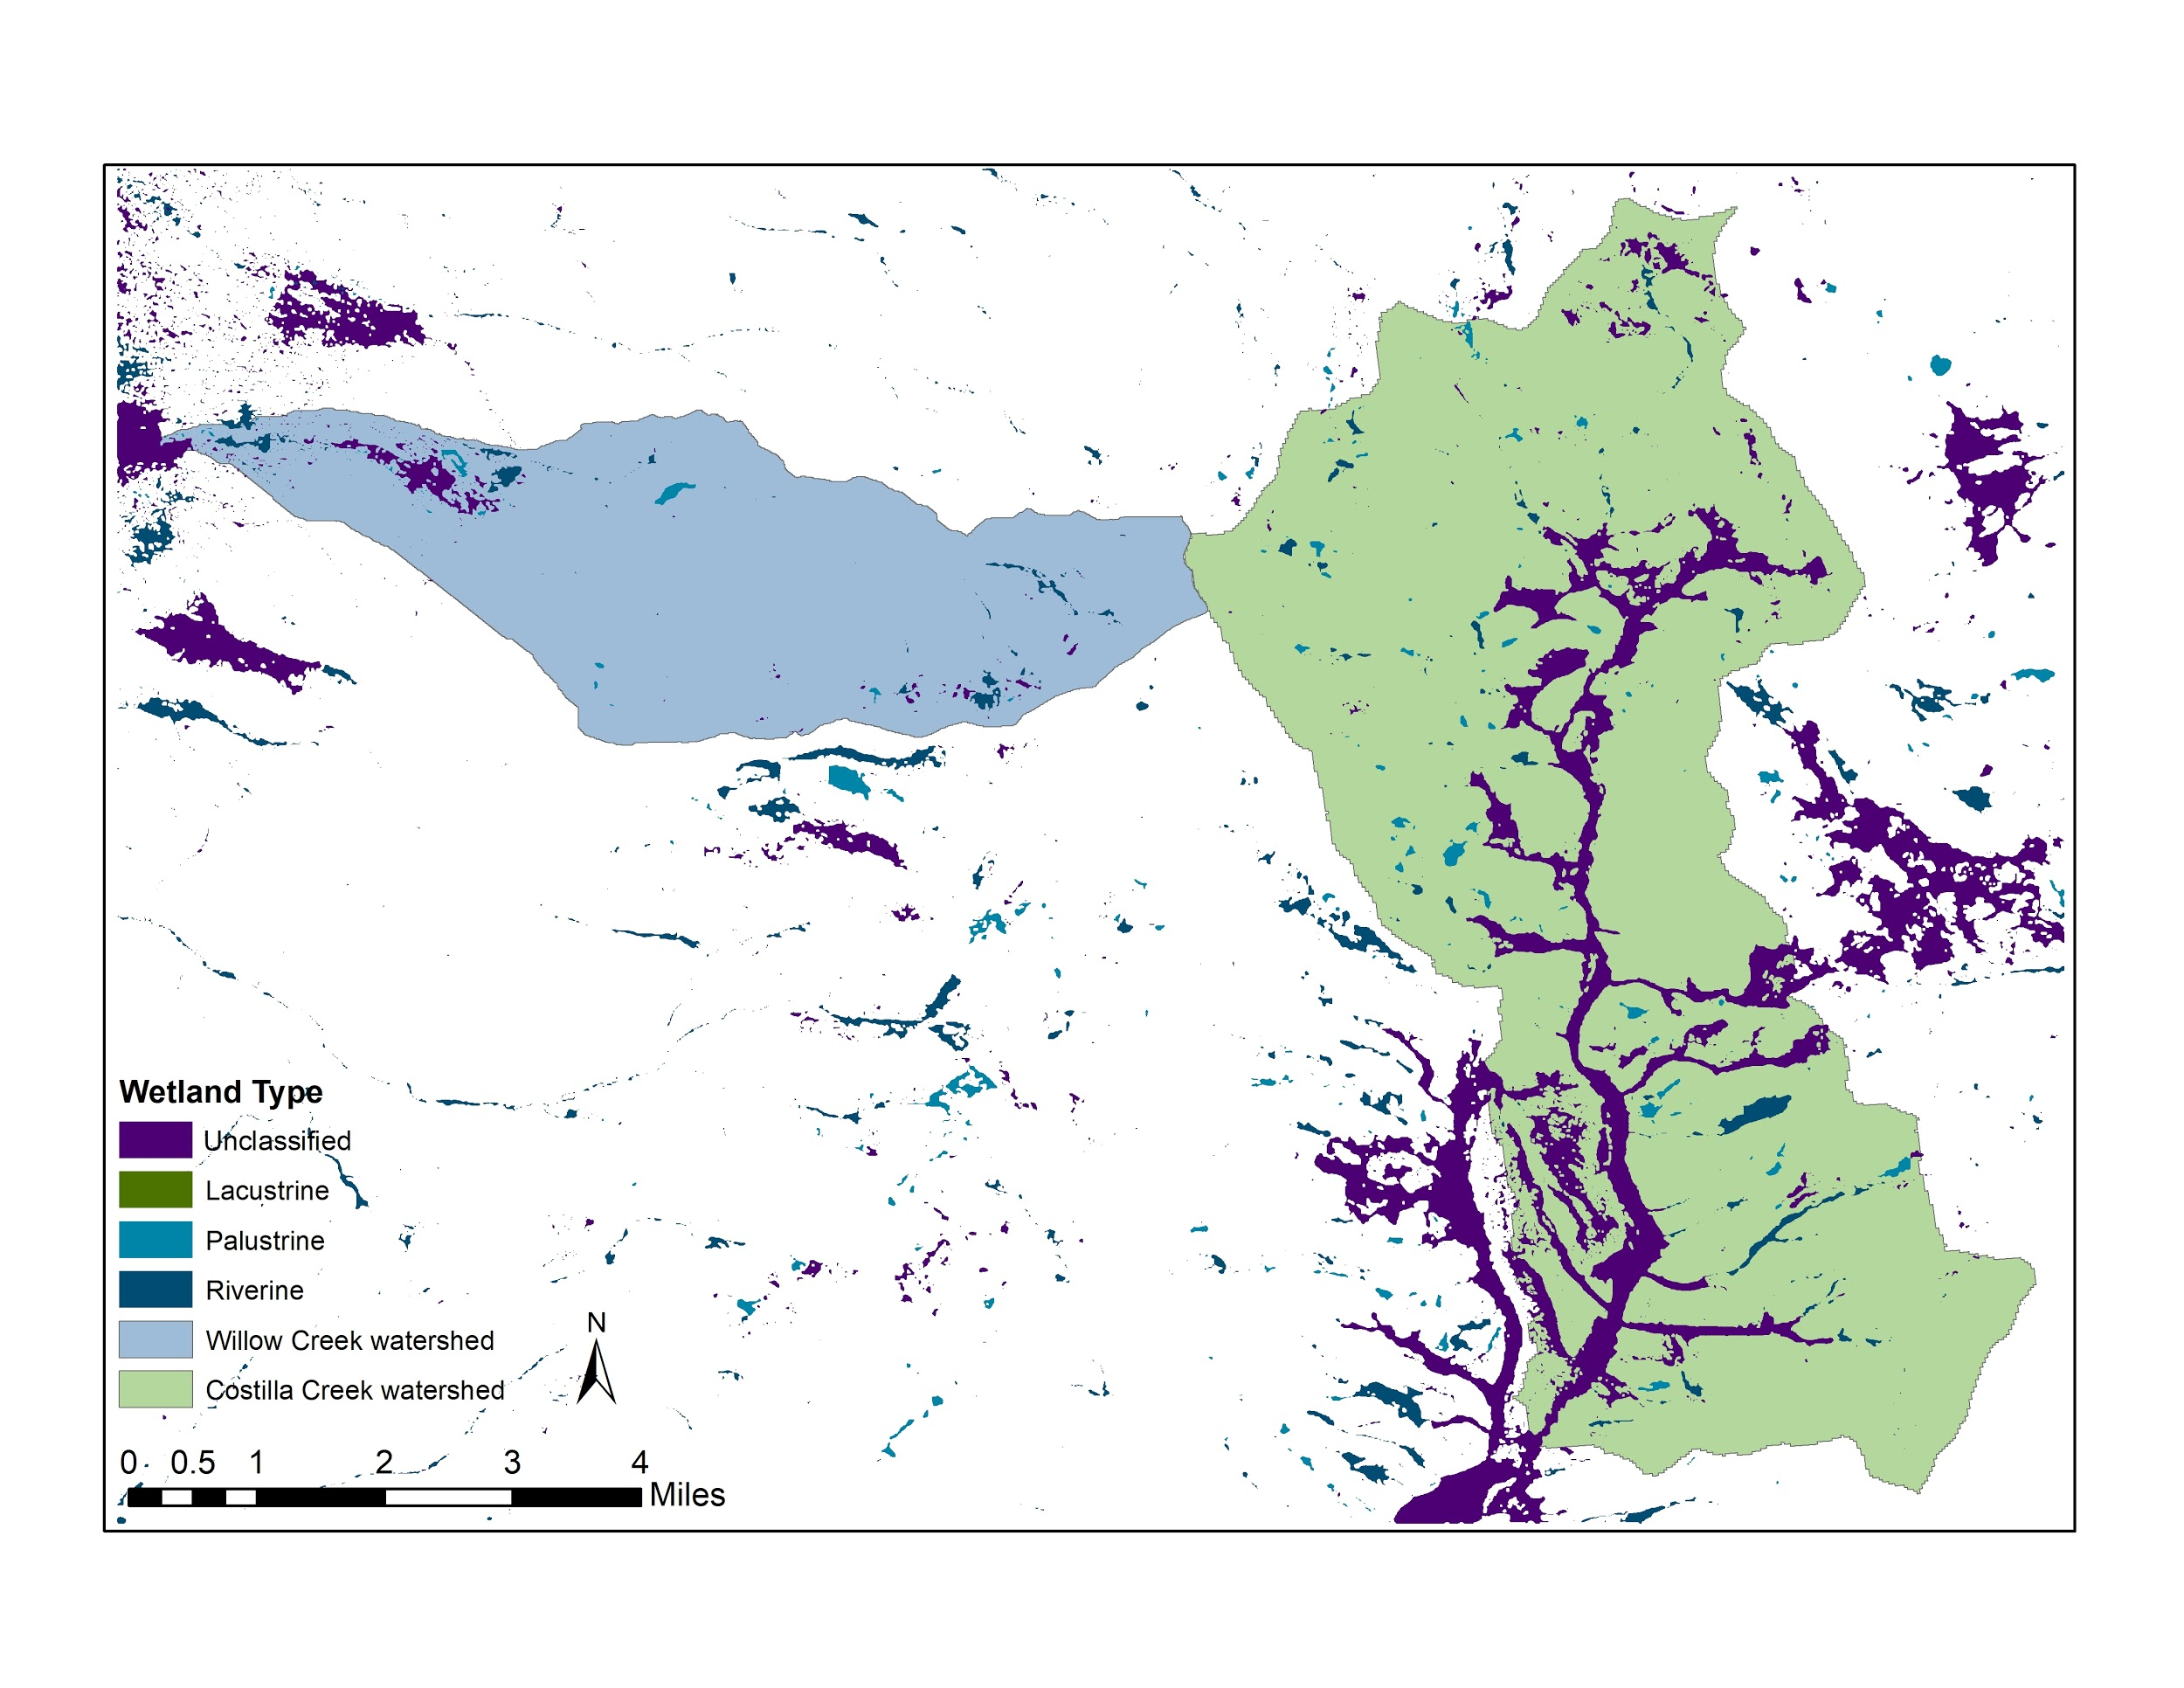 Wetland Type
Unclassified
Lacustrine
Palustrine
Riverine
Willow Creek watershed
Costilla Creek watershed
N
0 0.5 1 2 3 4
Miles